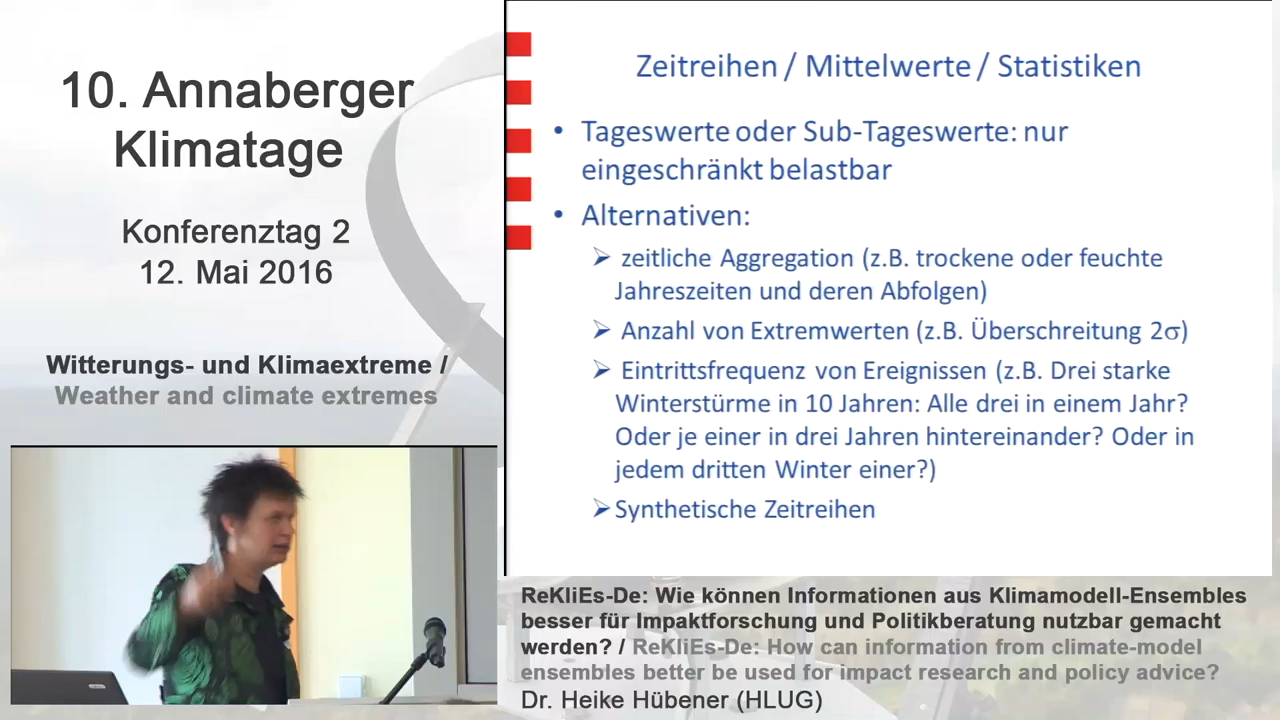 10. Annaberger
Klimatage
Konferenztag 2
12. Mai 2016
Witterungs- und Klimaextreme /
Weather and climate extremes
Zeitreihen / Mittelwerte / Statistiken
• Tageswerte oder Sub-Tageswerte: nur
eingeschränkt belastbar
• Alternativen:
➢ zeitliche Aggregation (z.B. trockene oder feuchte
Jahreszeiten und deren Abfolgen)
➢ Anzahl von Extremwerten (z.B. Überschreitung 2σ)
➢ Eintrittsfrequenz von Ereignissen (z.B. Drei starke
Winterstürme in 10 Jahren: Alle drei in einem Jahr?
Oder je einer in drei Jahren hintereinander? Oder in
jedem dritten Winter einer?)
➢ Synthetische Zeitreihen
ReKliEs-De: Wie können Informationen aus Klimamodell-Ensembles
besser für Impaktforschung und Politikberatung nutzbar gemacht
werden? / ReKliEs-De: How can information from climate-model
ensembles better be used for impact research and policy advice?
Dr. Heike Hübener (HLUG)